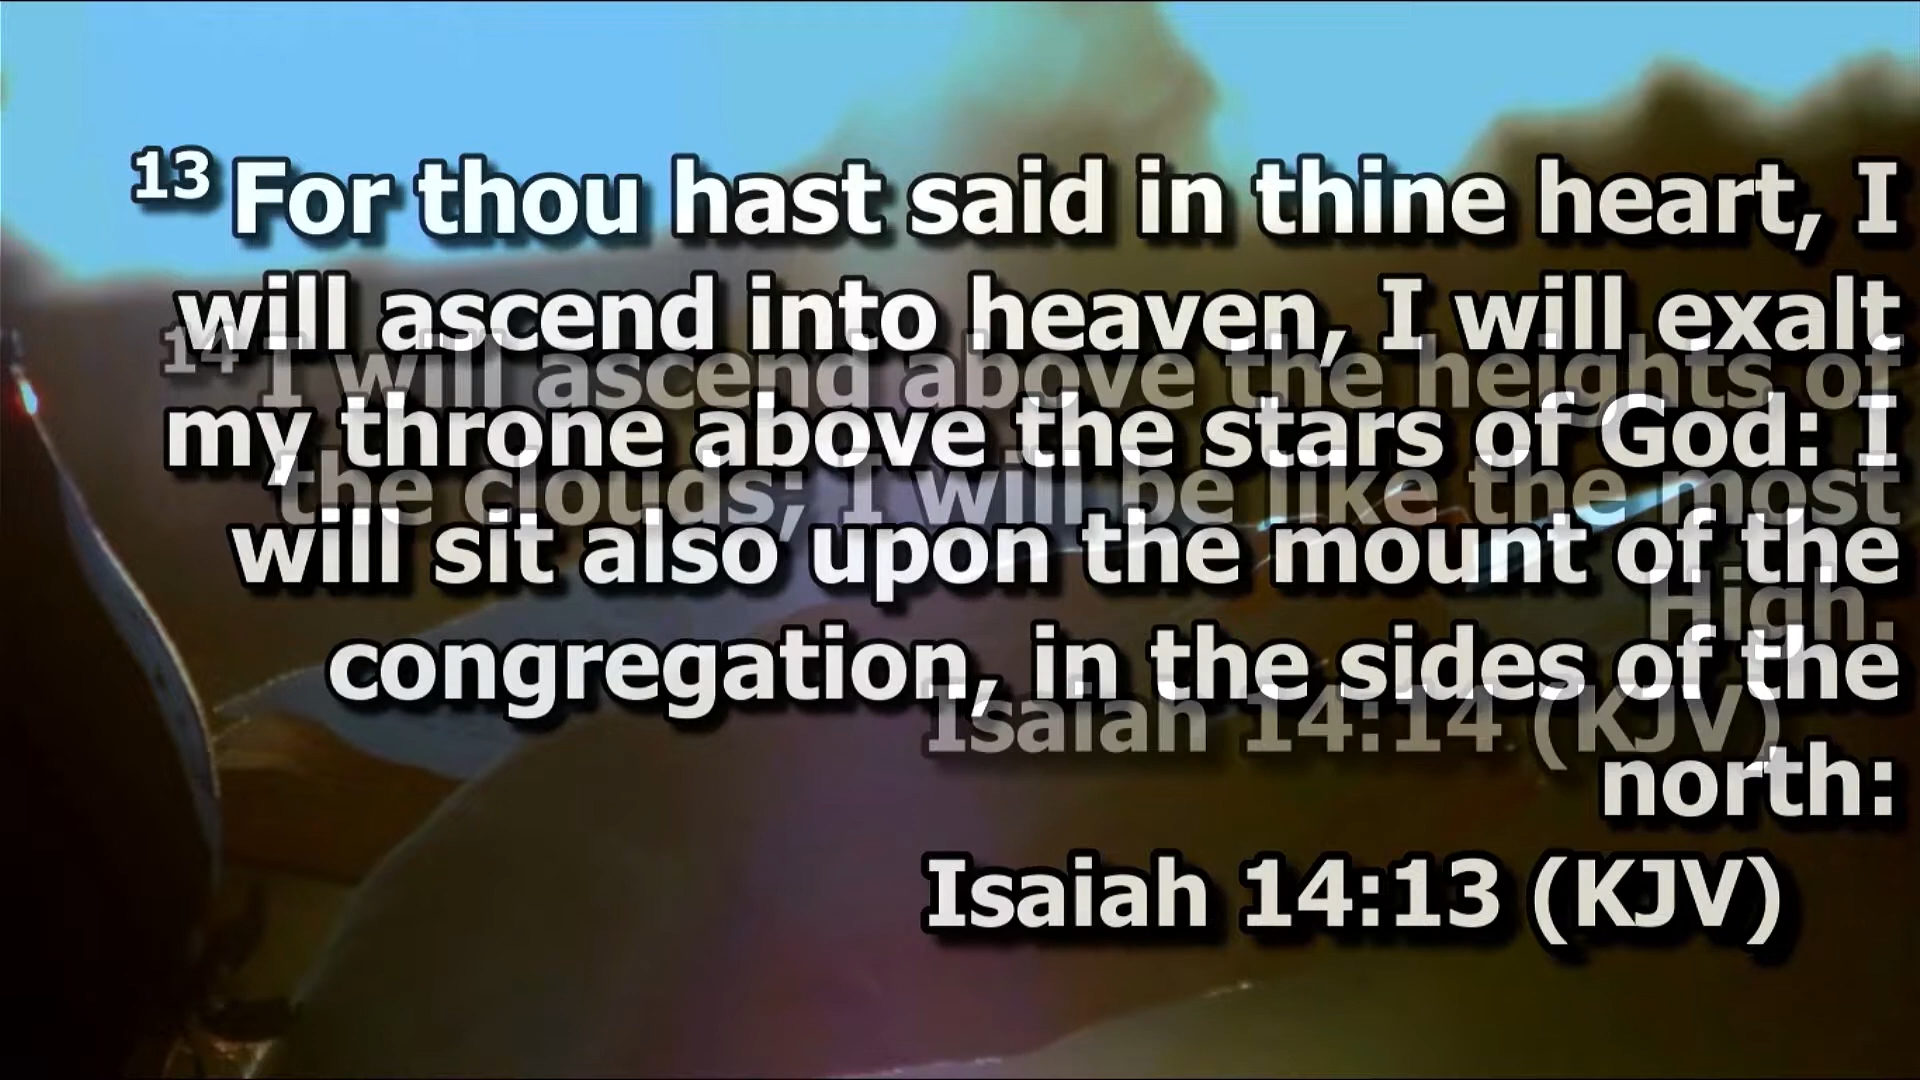 13 For thou hast said in thine heart, I
will ascend into heaven, I will exalt
my throne above the stars of God: I
will sit also upon the mount of the
congregation, in the sides of the
north:
Isaiah 14:13 (KJV)
14 I will ascend above the heights of
the clouds; I will be like the most
High.
Isaiah 14:14 (KJV)